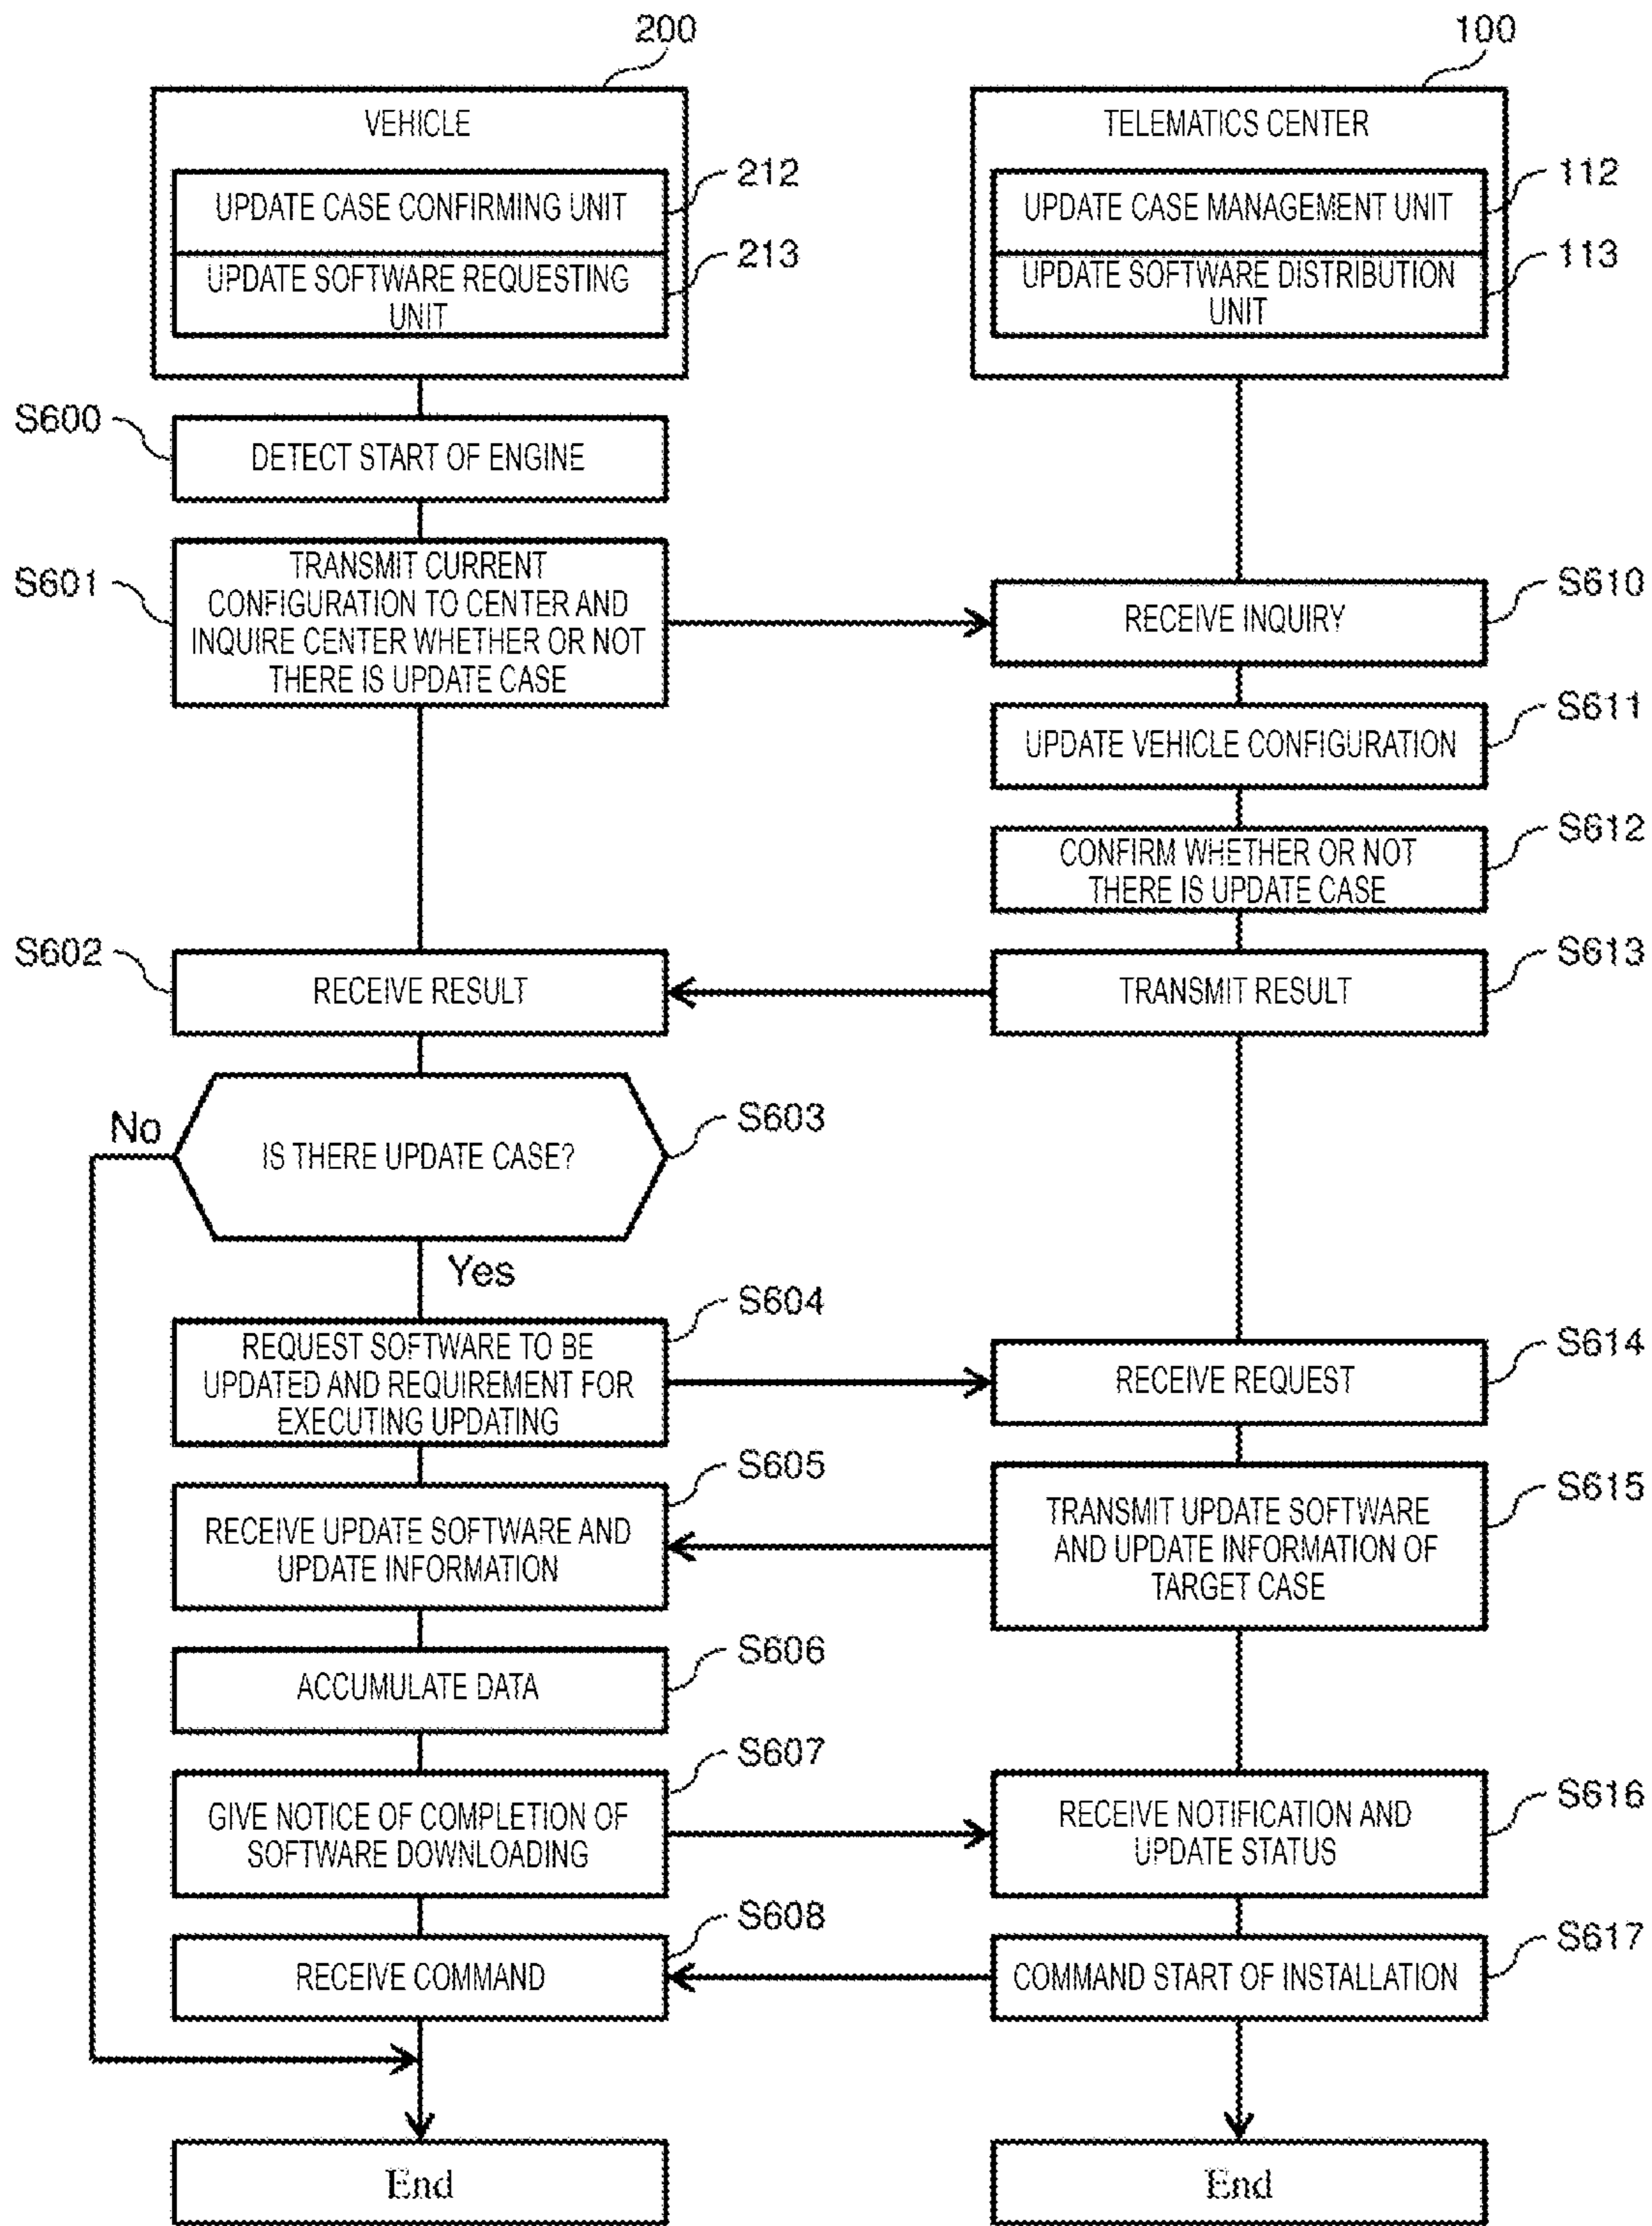 200
100
VEHICLE
TELEMATICS CENTER
UPDATE CASE CONFIRMING UNIT
212
UPDATE CASE MANAGEMENT UNIT
112
UPDATE SOFTWARE REQUESTING
UNIT
213
UPDATE SOFTWARE DISTRIBUTION
UNIT
113
S600
DETECT START OF ENGINE
S601
TRANSMIT CURRENT
CONFIGURATION TO CENTER AND
INQUIRE CENTER WHETHER OR NOT
THERE IS UPDATE CASE
RECEIVE INQUIRY
S610
UPDATE VEHICLE CONFIGURATION
S611
CONFIRM WHETHER OR NOT
THERE IS UPDATE CASE
S612
S602
RECEIVE RESULT
TRANSMIT RESULT
S613
No
IS THERE UPDATE CASE?
S603
Yes
REQUEST SOFTWARE TO BE
UPDATED AND REQUIREMENT FOR
EXECUTING UPDATING
S604
RECEIVE REQUEST
S614
RECEIVE UPDATE SOFTWARE AND
UPDATE INFORMATION
S605
TRANSMIT UPDATE SOFTWARE
AND UPDATE INFORMATION OF
TARGET CASE
S615
ACCUMULATE DATA
S606
GIVE NOTICE OF COMPLETION OF
SOFTWARE DOWNLOADING
S607
RECEIVE NOTIFICATION AND
UPDATE STATUS
S616
RECEIVE COMMAND
S608
COMMAND START OF INSTALLATION
S617
End
End